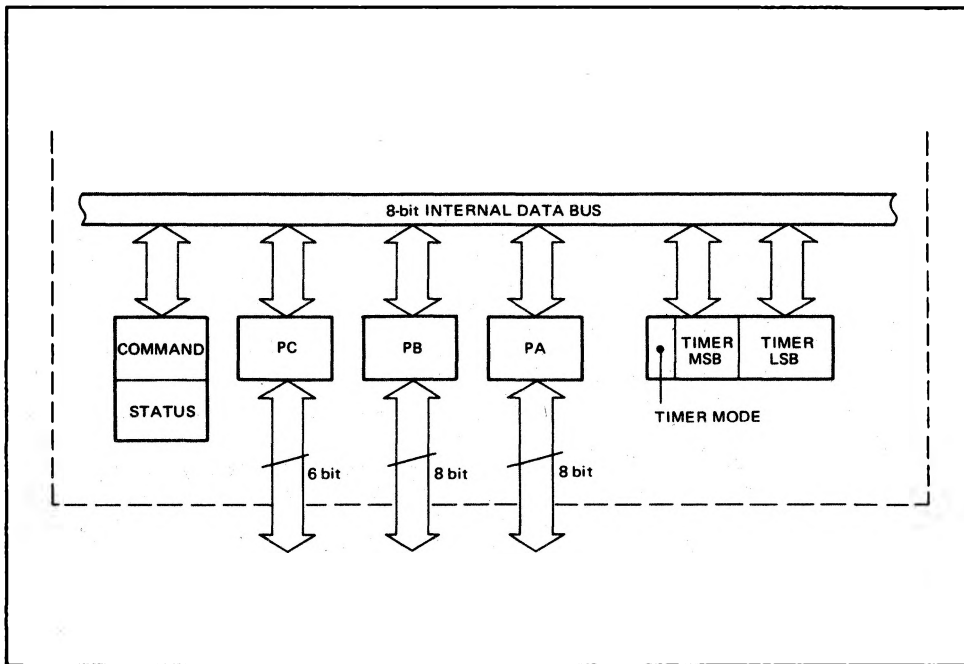 8-bit INTERNAL DATA BUS
COMMAND
STATUS
PC
PB
PA
TIMER
MSB
TIMER
LSB
TIMER MODE
6 bit
8 bit
8 bit